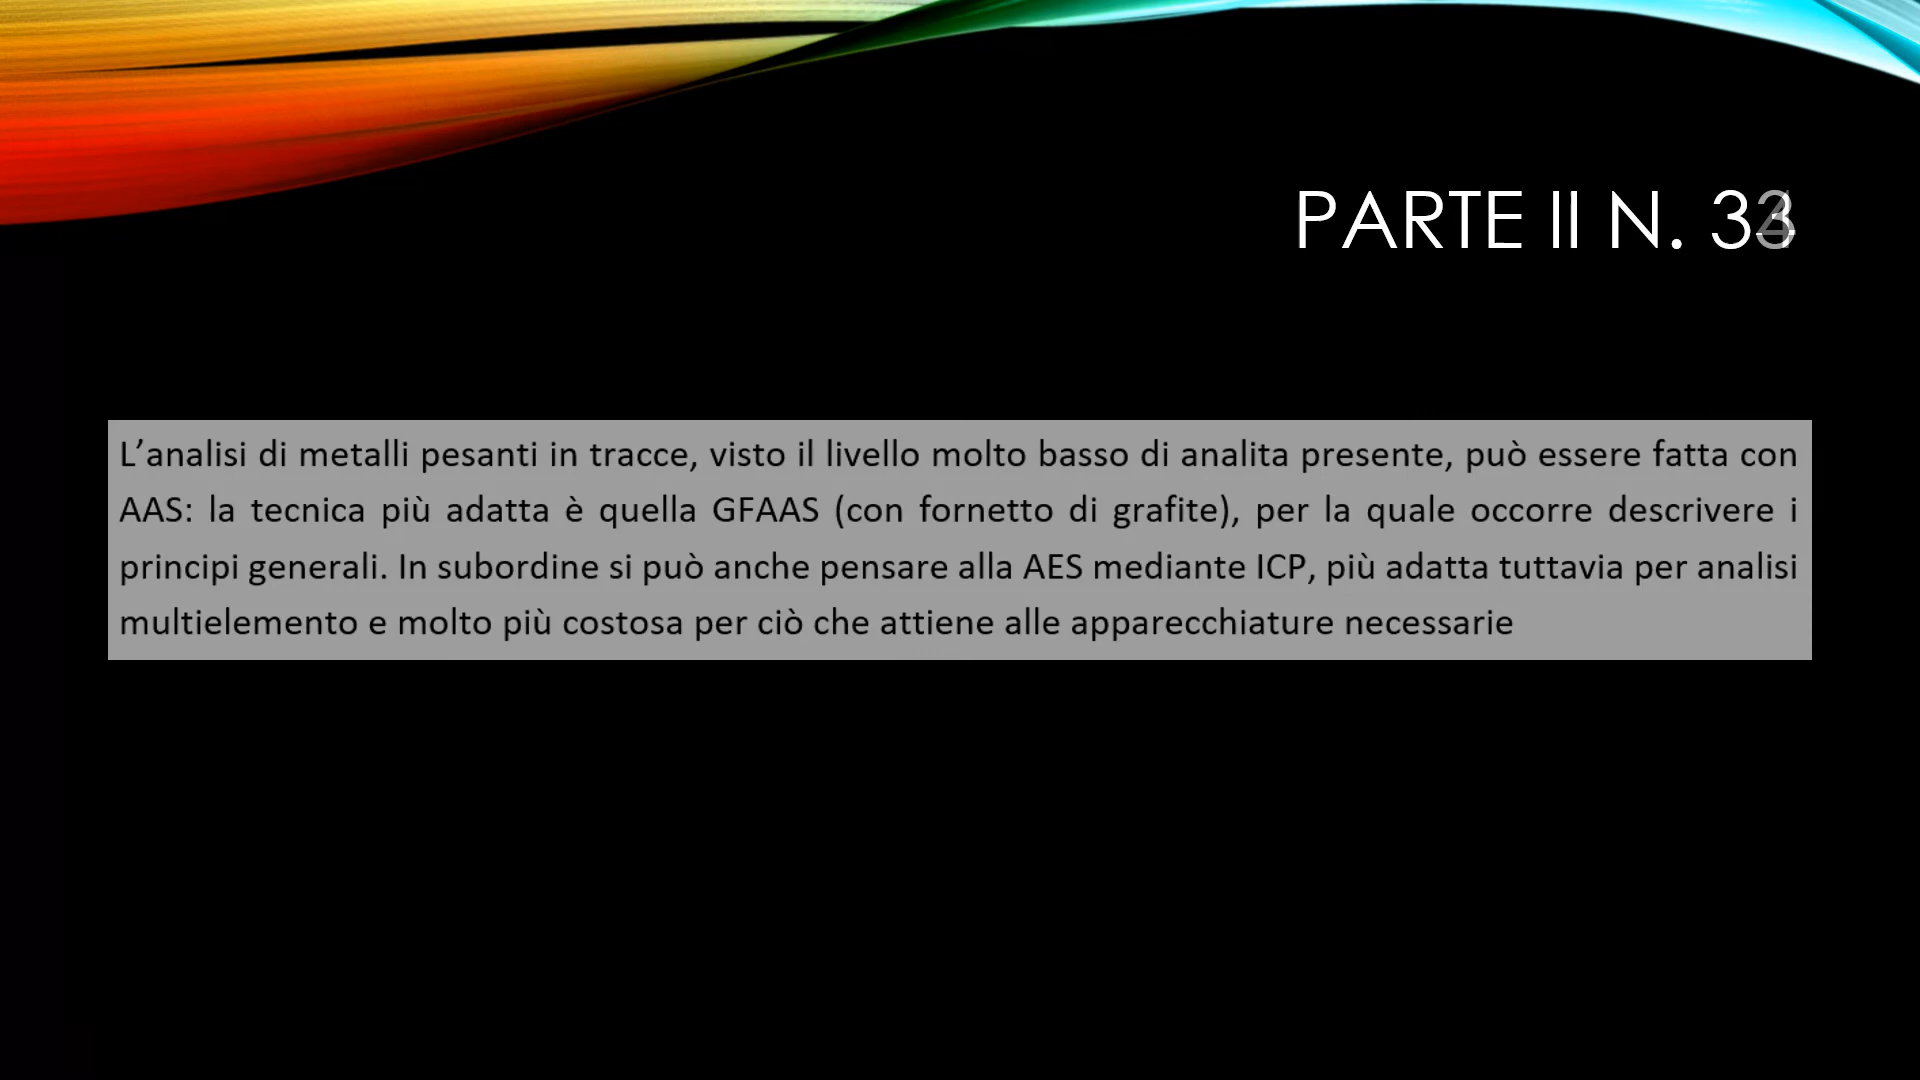 PARTE II N. 3
L’analisi di metalli pesanti in tracce, visto il livello molto basso di analita presente, può essere fatta con
AAS: la tecnica più adatta è quella GFAAS (con fornetto di grafite), per la quale occorre descrivere i
principi generali. In subordine si può anche pensare alla AES mediante ICP, più adatta tuttavia per analisi
multielemento e molto più costosa per ciò che attiene alle apparecchiature necessarie